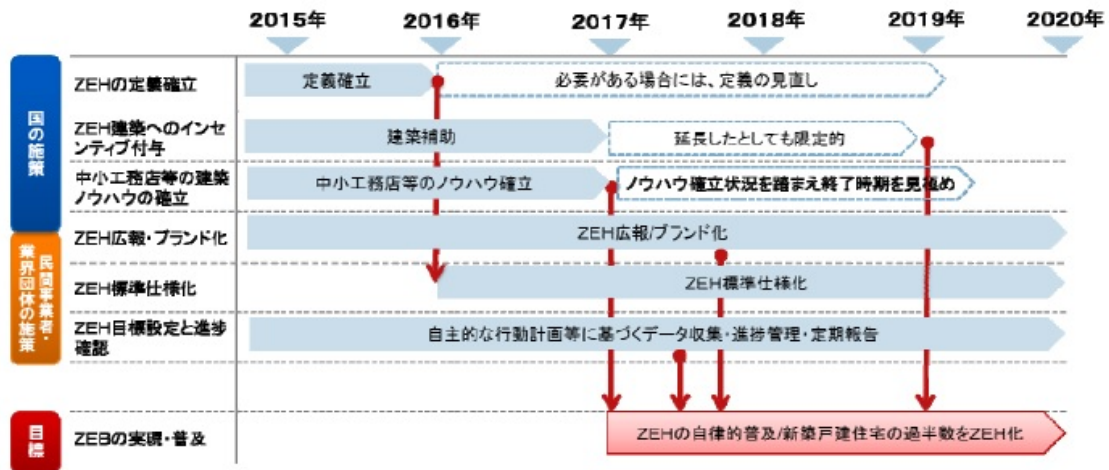 2015年 2016年 2017年 2018年 2019年 2020年
国の施策
ZEHの定義確立
定義確立
必要がある場合には、定義の見直し
ZEH建築へのインセ
ンティブ付与
建築補助
延長したとしても限定的
中小工務店等の建築
ノウハウの確立
中小工務店等のノウハウ確立
ノウハウ確立状況を踏まえ終了時期を見極め
ZEH広報・ブランド化
ZEH広報/ブランド化
民間事業者・
業界団体の施策
ZEH標準仕様化
ZEH標準仕様化
ZEH目標設定と進捗
確認
自主的な行動計画等に基づくデータ収集・進捗管理・定期報告
目標
ZEBの実現・普及
ZEHの自律的普及/新築戸建住宅の過半数をZEH化